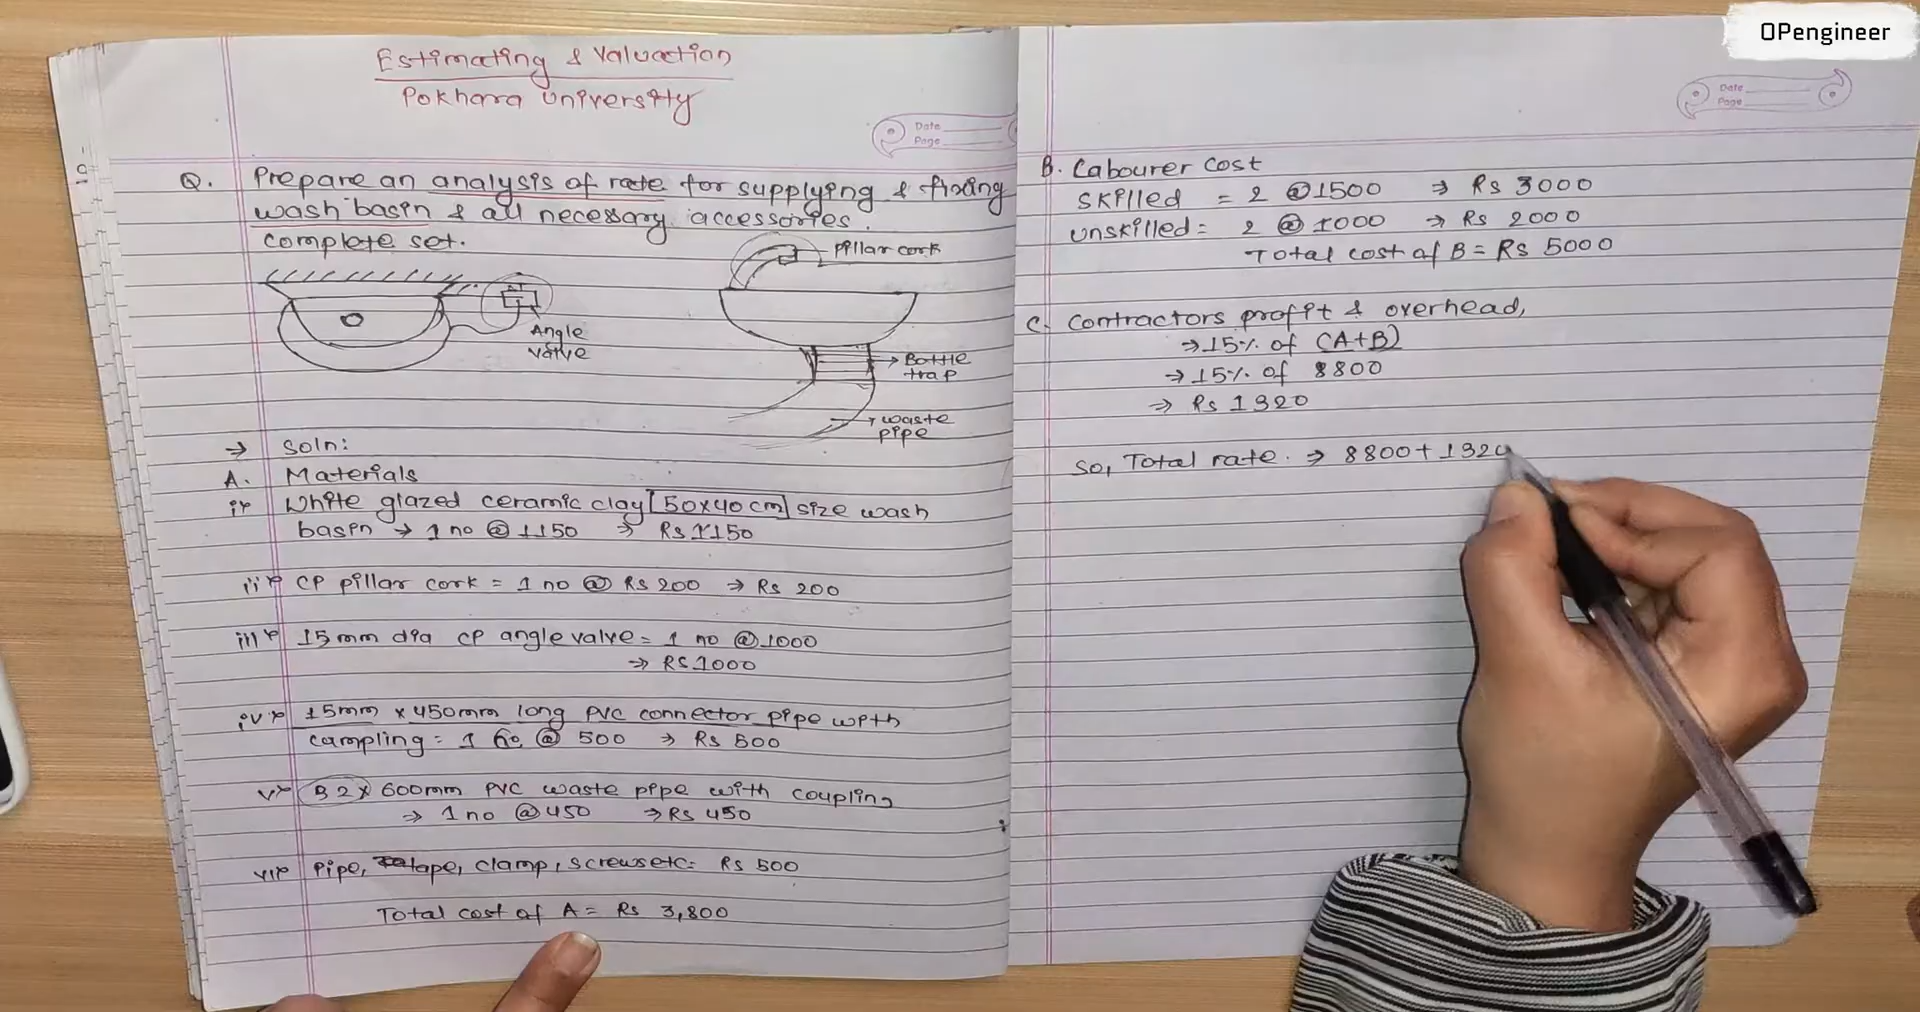 OPengineer
Estimating & Valuation
Pokhara University
Date
Page
Q. Prepare an analysis of rate for supplying & fixing
wash basin & all necessary accessories.
complete set.
Pillar cork
Angle
valve
Bottle
trap
waste
pipe
→ Soln:
A. Materials
i) White glazed ceramic clay [50x40cm] size wash
basin → 1 no @ 1150 ⇒ Rs 1150
ii) CP pillar cork = 1 no @ Rs 200 → Rs 200
iii) 15mm dia CP angle valve = 1 no @ 1000
⇒ Rs 1000
iv) 15mm x 450mm long PVC connector pipe with
campling = 1 no @ 500 ⇒ Rs 500
v) 32 x 600mm PVC waste pipe with coupling
⇒ 1 no @ 450 ⇒ Rs 450
vi) Pipe, tape, clamp, screws etc = Rs 500
Total cost of A = Rs 3,800
Date
Page
B. Labourer cost
Skilled = 2 @ 1500 ⇒ Rs 3000
Unskilled = 2 @ 1000 → Rs 2000
Total cost of B = Rs 5000
C. Contractors profit & overhead,
→ 15% of (A+B)
→ 15% of 8800
⇒ Rs 1320
So, Total rate. ⇒ 8800 + 1320